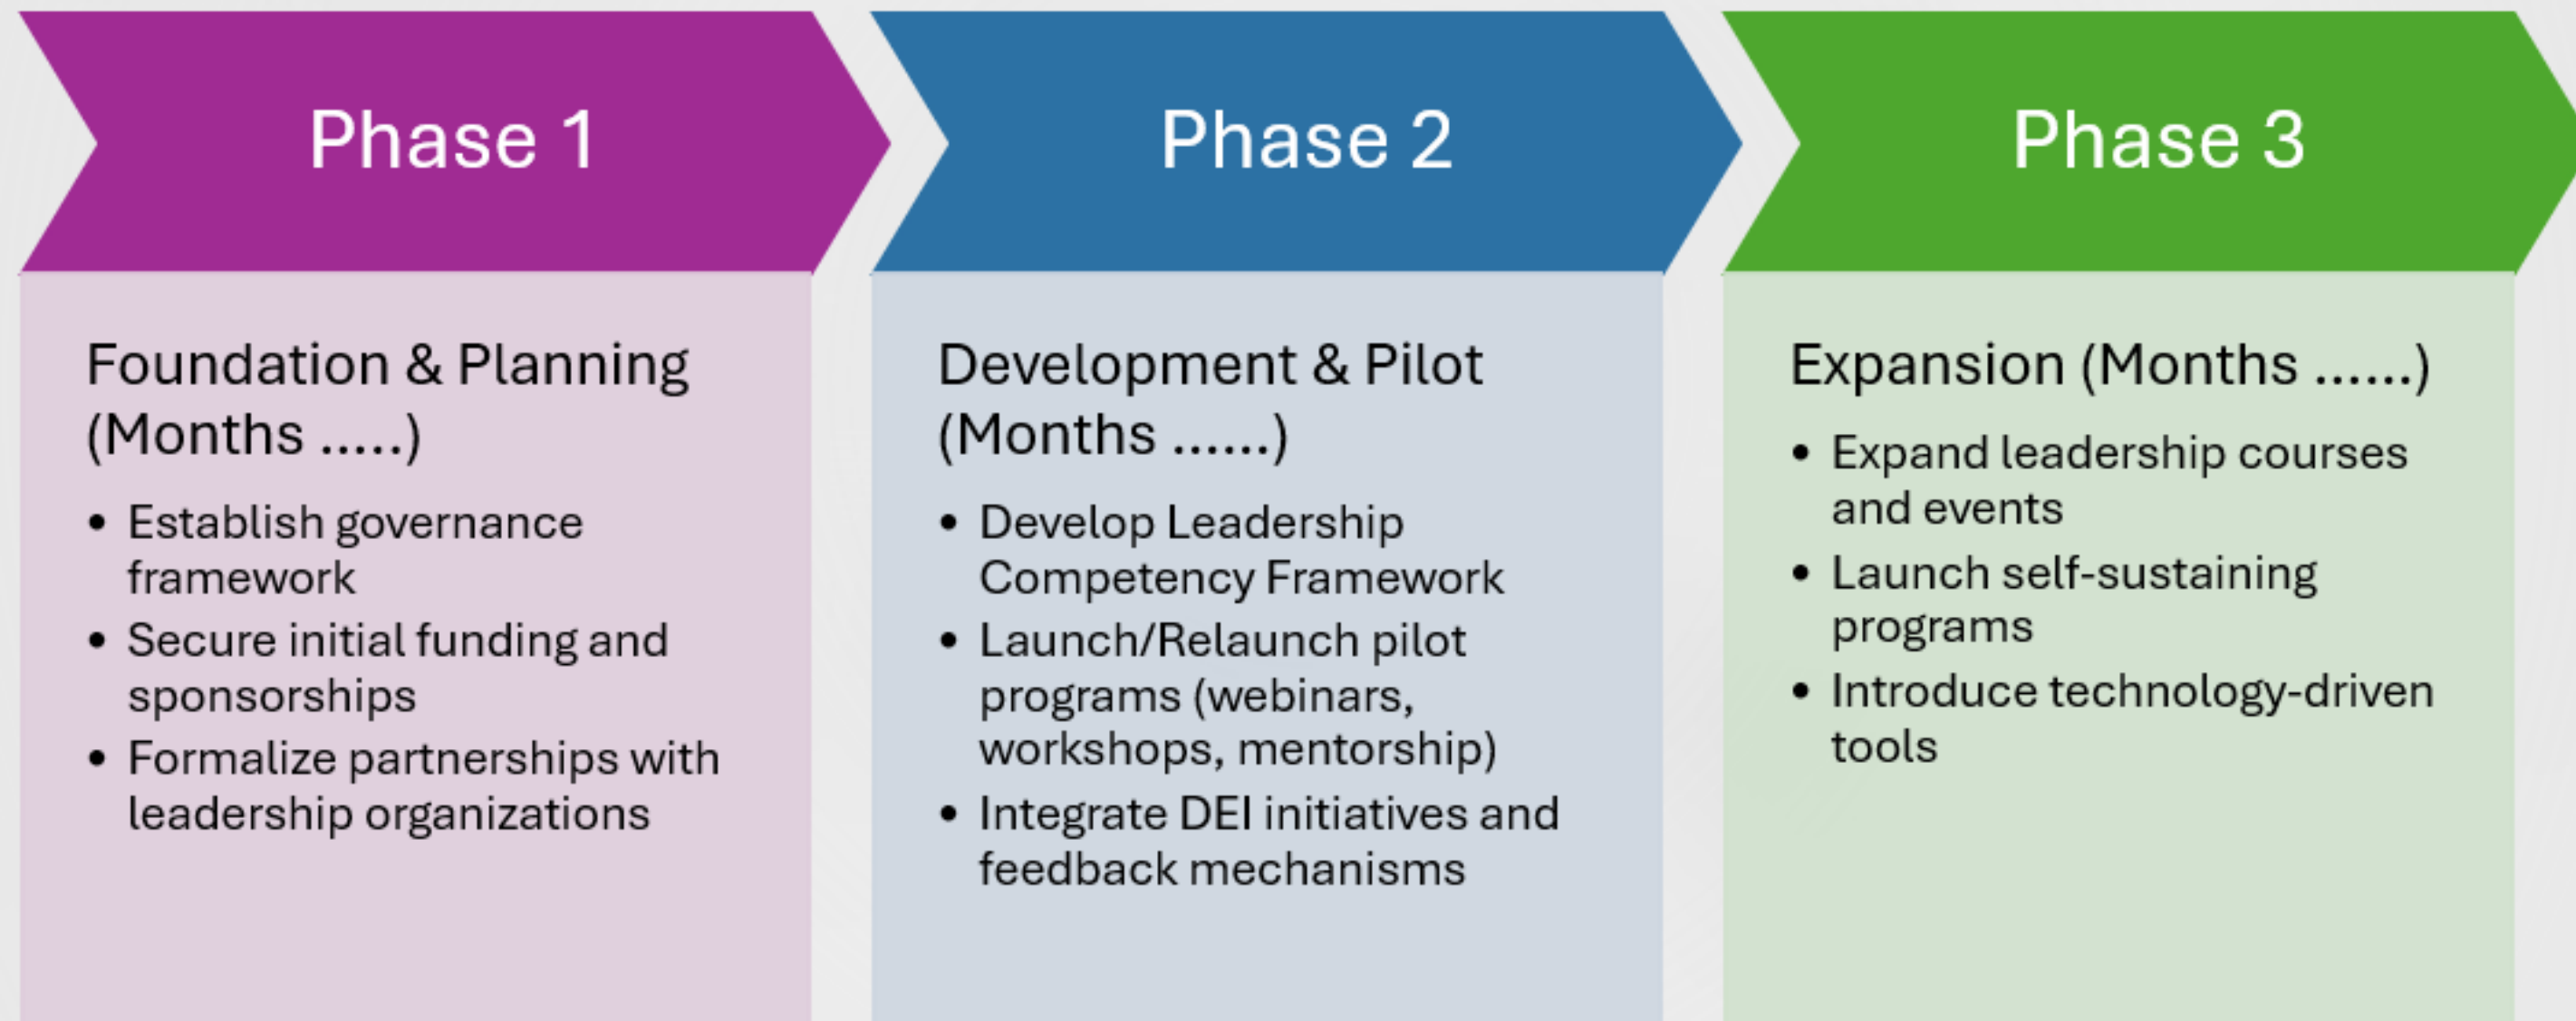 Phase 1
Foundation & Planning
(Months .....)
• Establish governance
framework
• Secure initial funding and
sponsorships
• Formalize partnerships with
leadership organizations
Phase 2
Development & Pilot
(Months ......)
• Develop Leadership
Competency Framework
• Launch/Relaunch pilot
programs (webinars,
workshops, mentorship)
• Integrate DEI initiatives and
feedback mechanisms
Phase 3
Expansion (Months ......)
• Expand leadership courses
and events
• Launch self-sustaining
programs
• Introduce technology-driven
tools